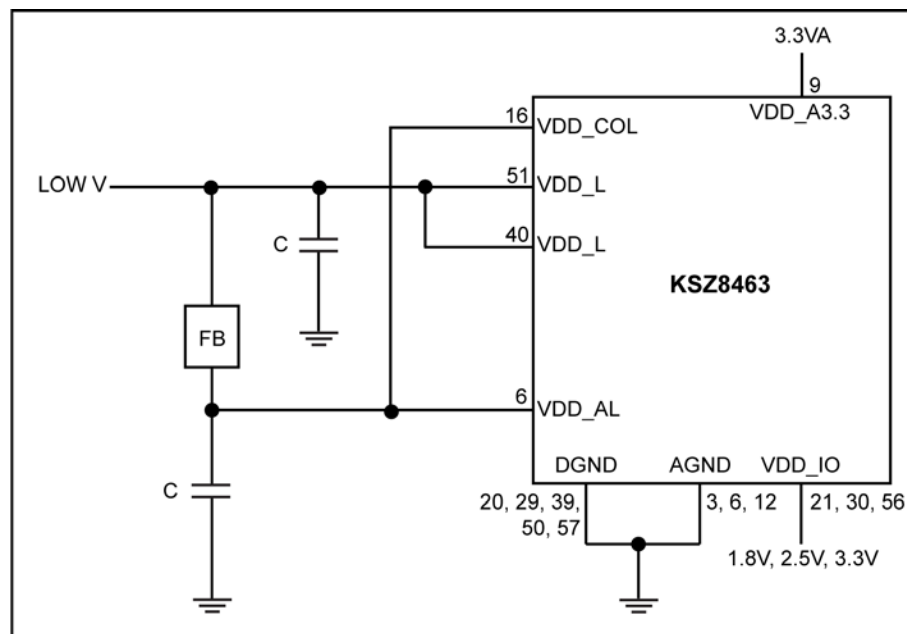 3.3VA
9
VDD_A3.3
16 VDD_COL
LOW V
51 VDD_L
C
40 VDD_L
KSZ8463
FB
6 VDD_AL
DGND AGND VDD_IO
C
20, 29, 39, 3, 6, 12 21, 30, 56
50, 57
1.8V, 2.5V, 3.3V